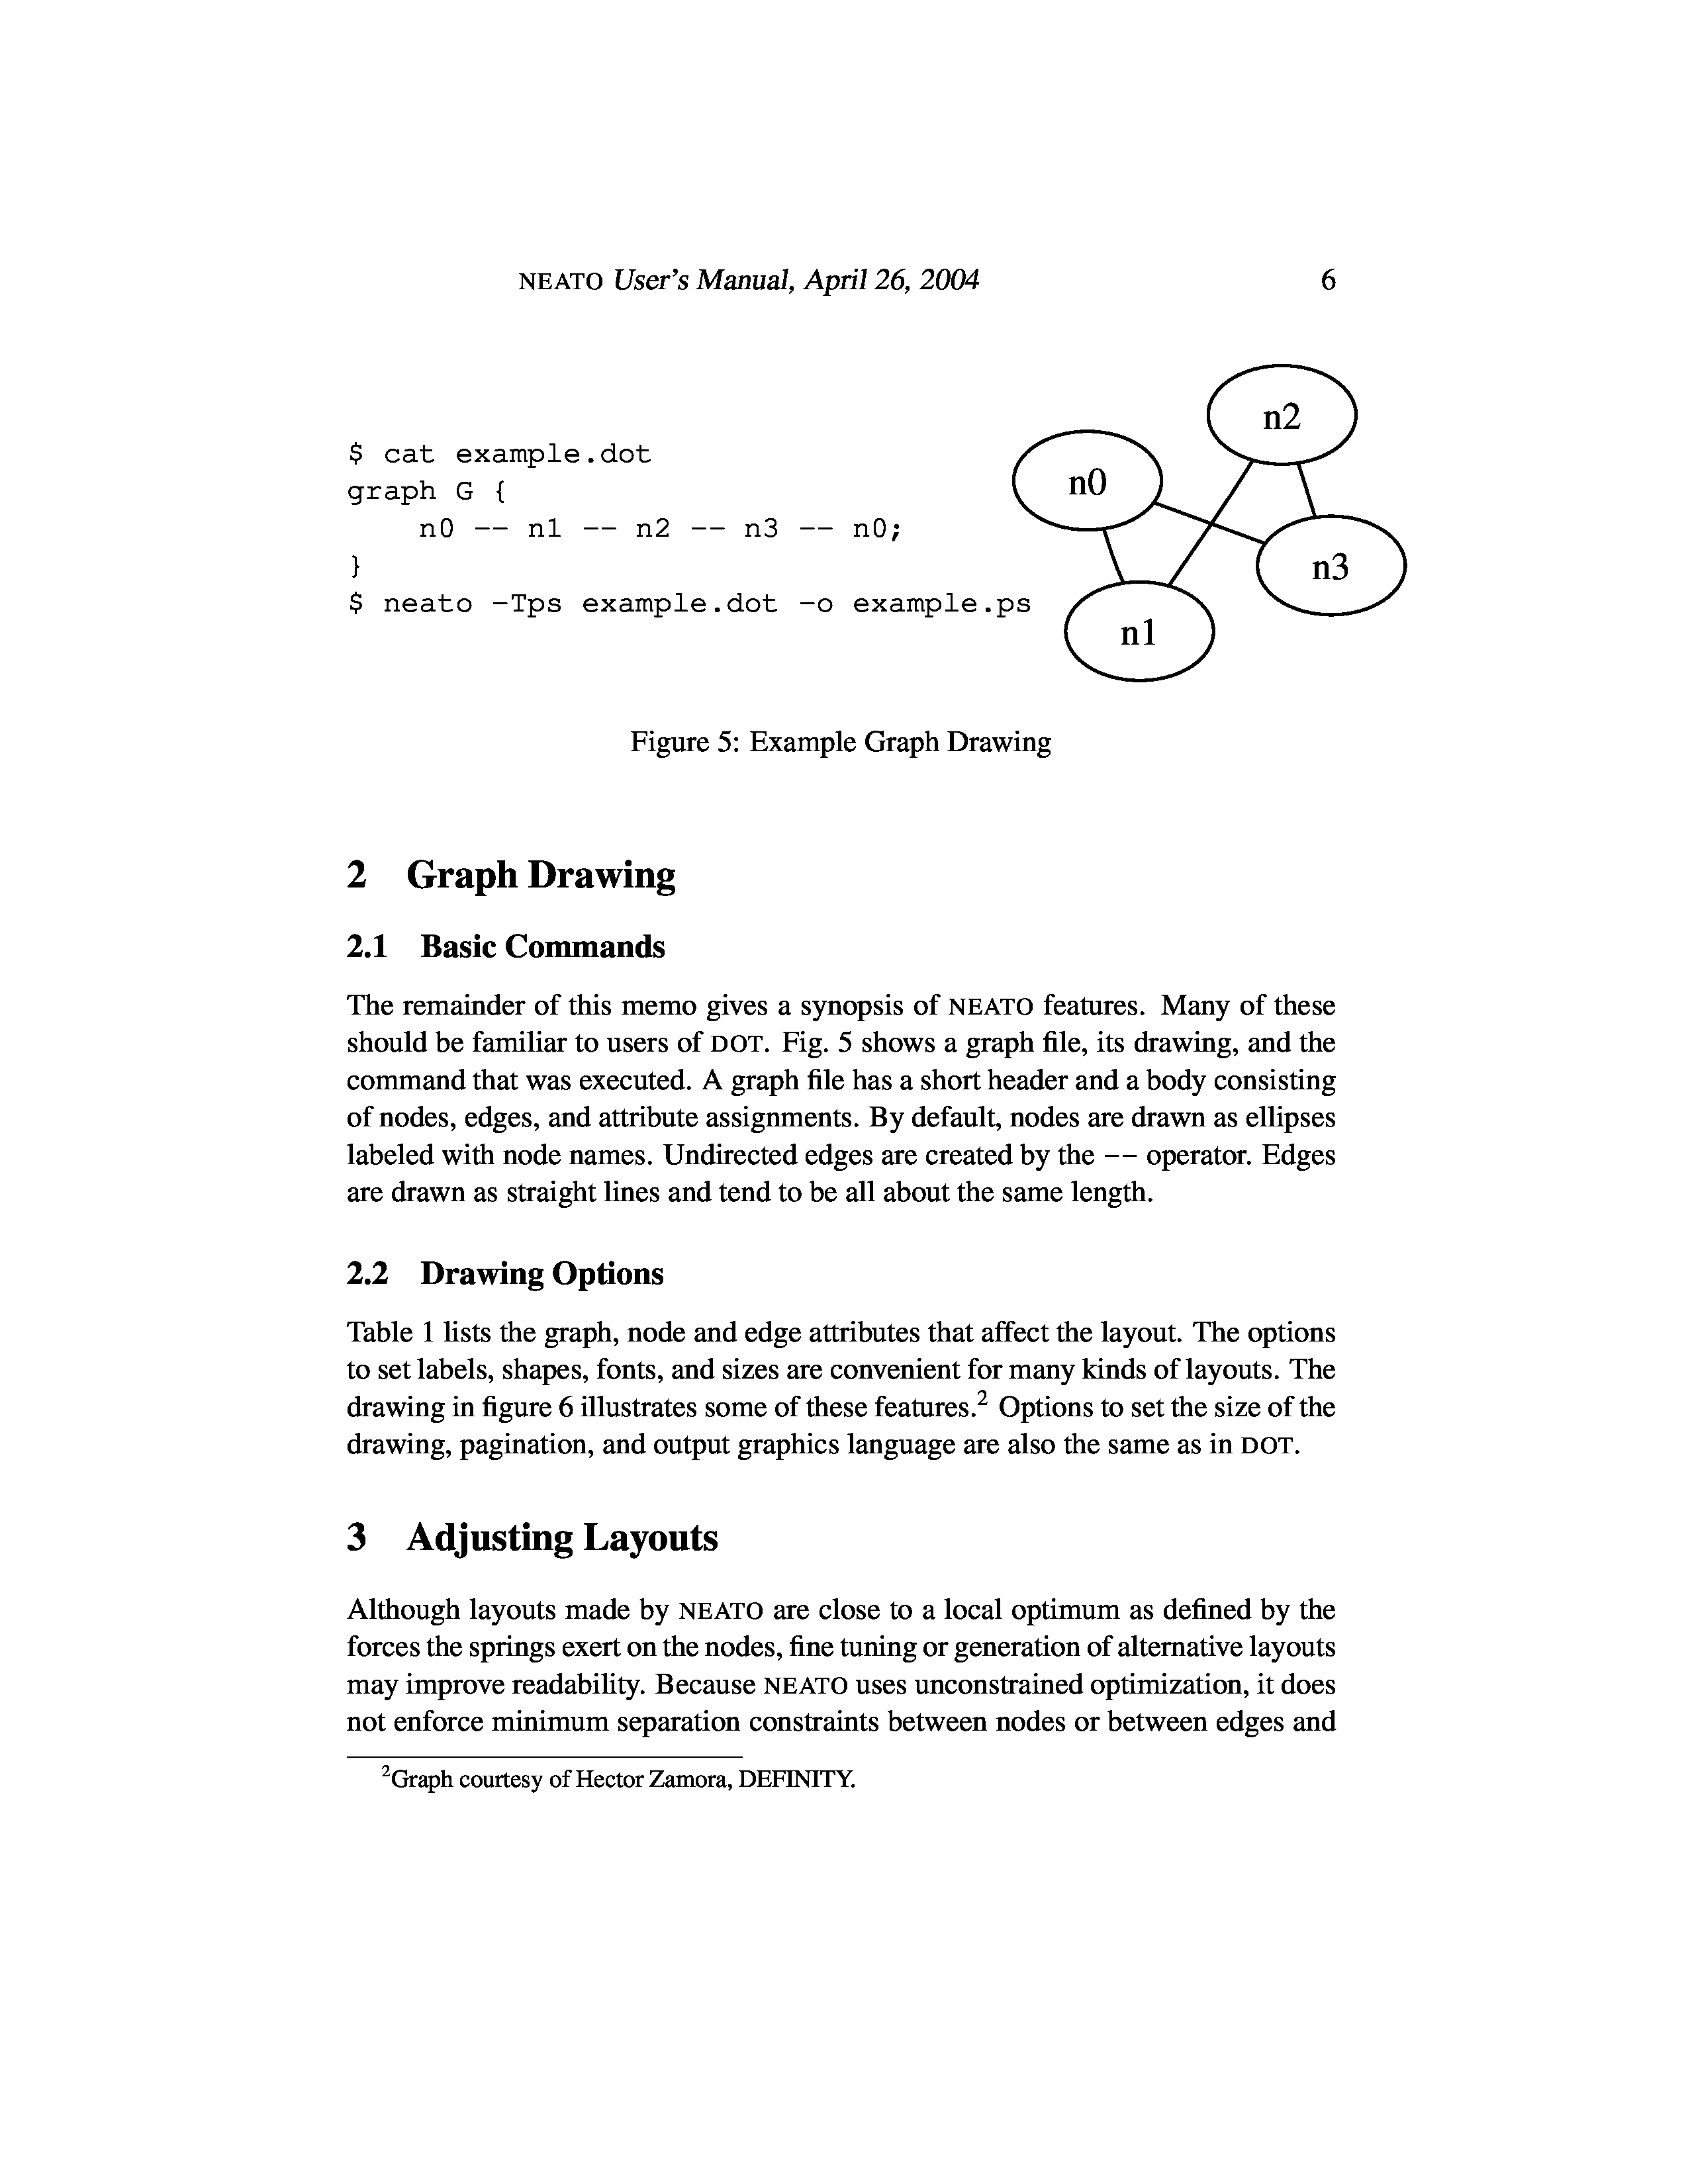 NEATO User's Manual, April 26, 2004 6
$ cat example.dot
graph G {
    n0 -- n1 -- n2 -- n3 -- n0;
}
$ neato -Tps example.dot -o example.ps
n2
n0
n3
n1
Figure 5: Example Graph Drawing
2 Graph Drawing
2.1 Basic Commands
The remainder of this memo gives a synopsis of NEATO features. Many of these
should be familiar to users of DOT. Fig. 5 shows a graph file, its drawing, and the
command that was executed. A graph file has a short header and a body consisting
of nodes, edges, and attribute assignments. By default, nodes are drawn as ellipses
labeled with node names. Undirected edges are created by the -- operator. Edges
are drawn as straight lines and tend to be all about the same length.
2.2 Drawing Options
Table 1 lists the graph, node and edge attributes that affect the layout. The options
to set labels, shapes, fonts, and sizes are convenient for many kinds of layouts. The
drawing in figure 6 illustrates some of these features.2 Options to set the size of the
drawing, pagination, and output graphics language are also the same as in DOT.
3 Adjusting Layouts
Although layouts made by NEATO are close to a local optimum as defined by the
forces the springs exert on the nodes, fine tuning or generation of alternative layouts
may improve readability. Because NEATO uses unconstrained optimization, it does
not enforce minimum separation constraints between nodes or between edges and
2Graph courtesy of Hector Zamora, DEFINITY.